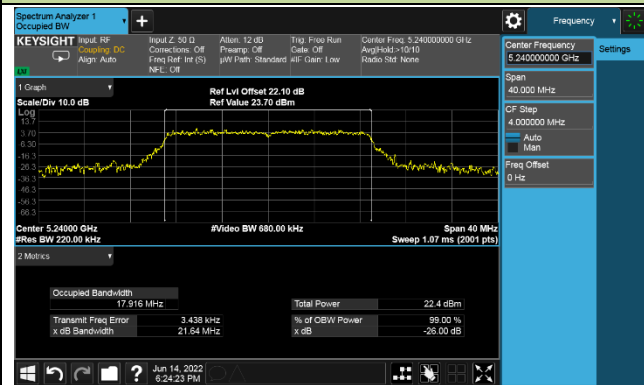 Spectrum Analyzer 1
Occupied BW
Frequency
KEYSIGHT
Input: RF
Coupling: DC
Align: Auto
Input Z: 50 Ω
Corrections: Off
Freq Ref: Int (S)
NFE: Off
Atten: 12 dB
Preamp: Off
µW Path: Standard
Trig: Free Run
Gate: Off
#IF Gain: Low
Center Freq: 5.240000000 GHz
Avg|Hold:>10/10
Radio Std: None
Center Frequency
5.240000000 GHz
Settings
Span
40.000 MHz
CF Step
4.000000 MHz
Auto
Man
Freq Offset
0 Hz
1 Graph
Scale/Div 10.0 dB
Ref Lvl Offset 22.10 dB
Ref Value 23.70 dBm
Log
13.7
3.70
-6.30
-16.3
-26.3
-36.3
-46.3
-56.3
-66.3
Center 5.24000 GHz
#Res BW 220.00 kHz
#Video BW 680.00 kHz
Span 40 MHz
Sweep 1.07 ms (2001 pts)
2 Metrics
Occupied Bandwidth
17.916 MHz
Total Power 22.4 dBm
Transmit Freq Error 3.438 kHz
% of OBW Power 99.00 %
x dB Bandwidth 21.64 MHz
x dB -26.00 dB
?
Jun 14, 2022
6:24:23 PM